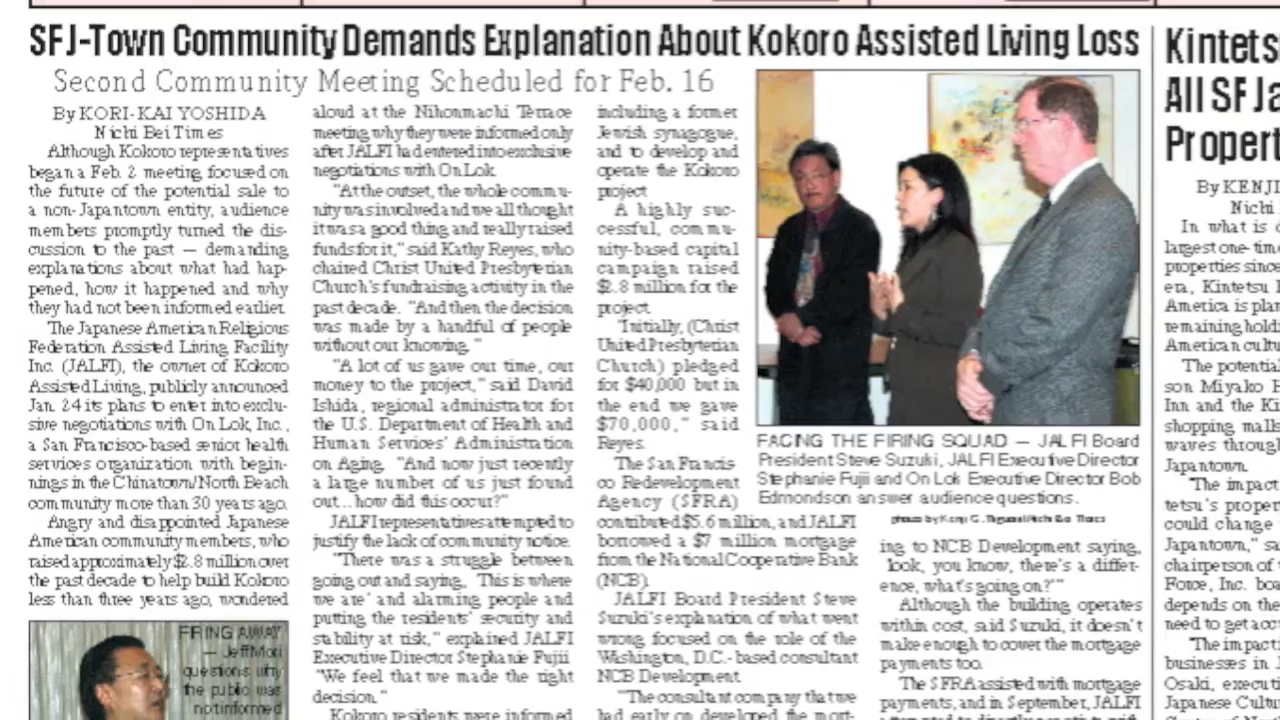 SFJ-Town Community Demands Explanation About Kokoro Assisted Living Loss
Second Community Meeting Scheduled for Feb. 16
By KORI-KAI YOSHIDA
Nichi Bei Times
Although Kokoro representatives
began a Feb. 2 meeting focused on
the future of the potential sale to
a non-Japantown entity, audience
members promptly turned the dis-
cussion to the past — demanding
explanations about what had hap-
pened, how it happened and why
they had not been informed earlier.
The Japanese American Religious
Federation Assisted Living Facility
Inc. (JALFI), the owner of Kokoro
Assisted Living, publicly announced
Jan. 24 its plans to enter into exclu-
sive negotiations with On Lok, Inc.,
a San Francisco-based senior health
services organization with begin-
nings in the Chinatown/North Beach
community more than 30 years ago.
Angry and disappointed Japanese
American community members, who
raised approximately $2.8 million over
the past decade to help build Kokoro
less than three years ago, wondered
FIRING AWAY
— Jeff Mori
questions why
the public was
not informed
aloud at the Nihonmachi Terrace
meeting why they were informed only
after JALFI had entered into exclusive
negotiations with On Lok.
"At the outset, the whole commu-
nity was involved and we all thought
it was a good thing and really raised
funds for it," said Kathy Reyes, who
chaired Christ United Presbyterian
Church's fundraising activity in the
past decade. "And then the decision
was made by a handful of people
without our knowing."
"A lot of us gave our time, our
money to the project," said David
Ishida, regional administrator for
the U.S. Department of Health and
Human Services' Administration
on Aging. "And now just recently
a large number of us just found
out...how did this occur?"
JALFI representatives attempted to
justify the lack of community notice.
"There was a struggle between
going out and saying, 'This is where
we are' and alarming people and
putting the residents' security and
stability at risk," explained JALFI
Executive Director Stephanie Fujii.
"We feel that we made the right
decision."
Kokoro residents were informed
including a former
Jewish synagogue,
and to develop and
operate the Kokoro
project.
A highly suc-
cessful, commu-
nity-based capital
campaign raised
$2.8 million for the
project.
"Initially, (Christ
United Presbyterian
Church) pledged
for $40,000 but in
the end we gave
$70,000," said
Reyes.
The San Francis-
co Redevelopment
Agency (SFRA)
contributed $5.6 million, and JALFI
borrowed a $7 million mortgage
from the National Cooperative Bank
(NCB).
JALFI Board President Steve
Suzuki's explanation of what went
wrong focused on the role of the
Washington, D.C.-based consultant
NCB Development.
"The consultant company that we
had early on developed the mort-
FACING THE FIRING SQUAD — JALFI Board
President Steve Suzuki, JALFI Executive Director
Stephanie Fujii and On Lok Executive Director Bob
Edmondson answer audience questions.
photo by Kenji G.
ing to NCB Development saying,
'look, you know, there's a differ-
ence, what's going on?'"
Although the building operates
within cost, said Suzuki, it doesn't
make enough to cover the mortgage
payments too.
The SFRA assisted with mortgage
payments, and in September, JALFI
Kintets
All SF Ja
Propert
By KENJI
Nichi
In what is
largest one-time
properties since
era, Kintetsu
America is plan
remaining holdi
American cultu
The potential
son Miyako H
Inn and the Ki
shopping malls
waves through
Japantown.
"The impact
tetsu's propert
could change
Japantown," sa
chairperson of
Force, Inc. boa
depends on the
need to get acc
"The impact
businesses in J
Osaki, executi
Japanese Cultu